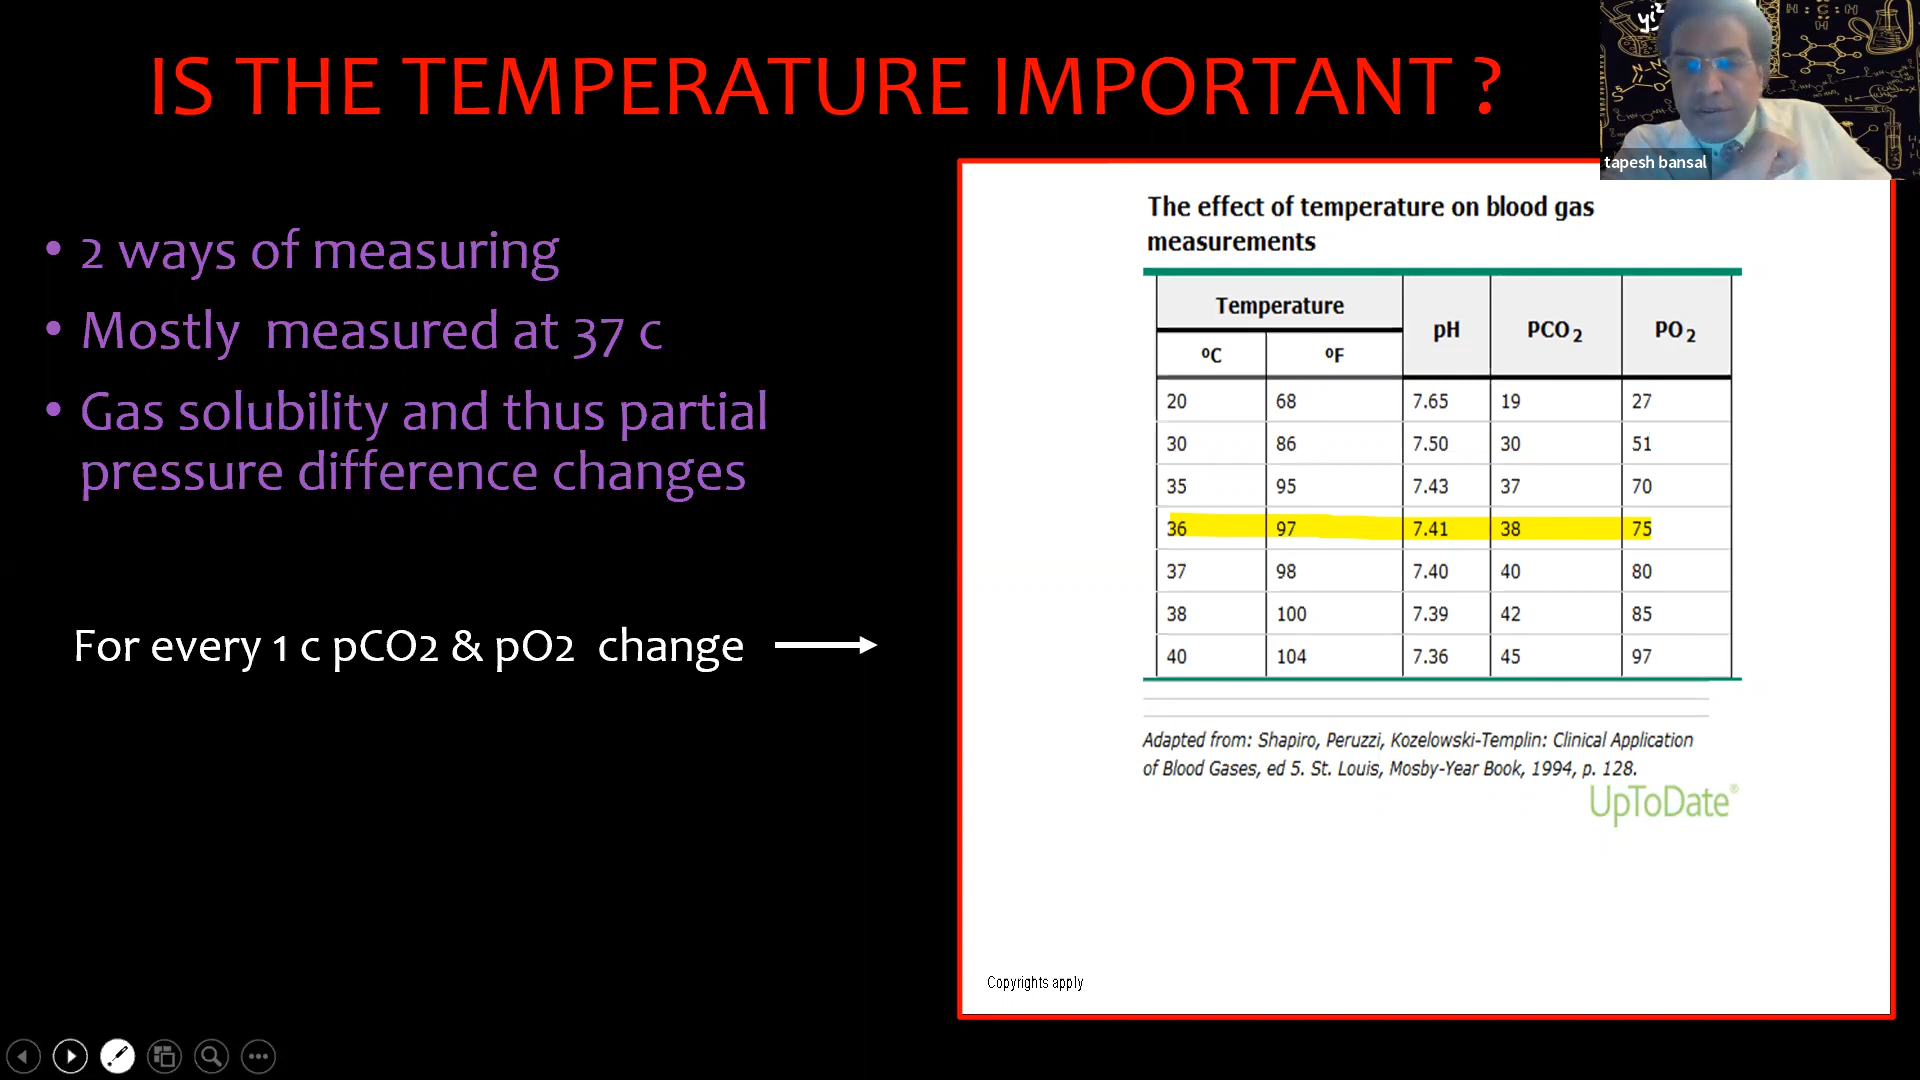 IS THE TEMPERATURE IMPORTANT ?
tapesh bansal
• 2 ways of measuring
• Mostly measured at 37 c
• Gas solubility and thus partial
pressure difference changes
For every 1 c pCO2 & pO2 change
The effect of temperature on blood gas
measurements
Temperature pH PCO2 PO2
ºC ºF
20 68 7.65 19 27
30 86 7.50 30 51
35 95 7.43 37 70
36 97 7.41 38 75
37 98 7.40 40 80
38 100 7.39 42 85
40 104 7.36 45 97
Adapted from: Shapiro, Peruzzi, Kozelowski-Templin: Clinical Application
of Blood Gases, ed 5. St. Louis, Mosby-Year Book, 1994, p. 128.
UpToDate®
Copyrights apply